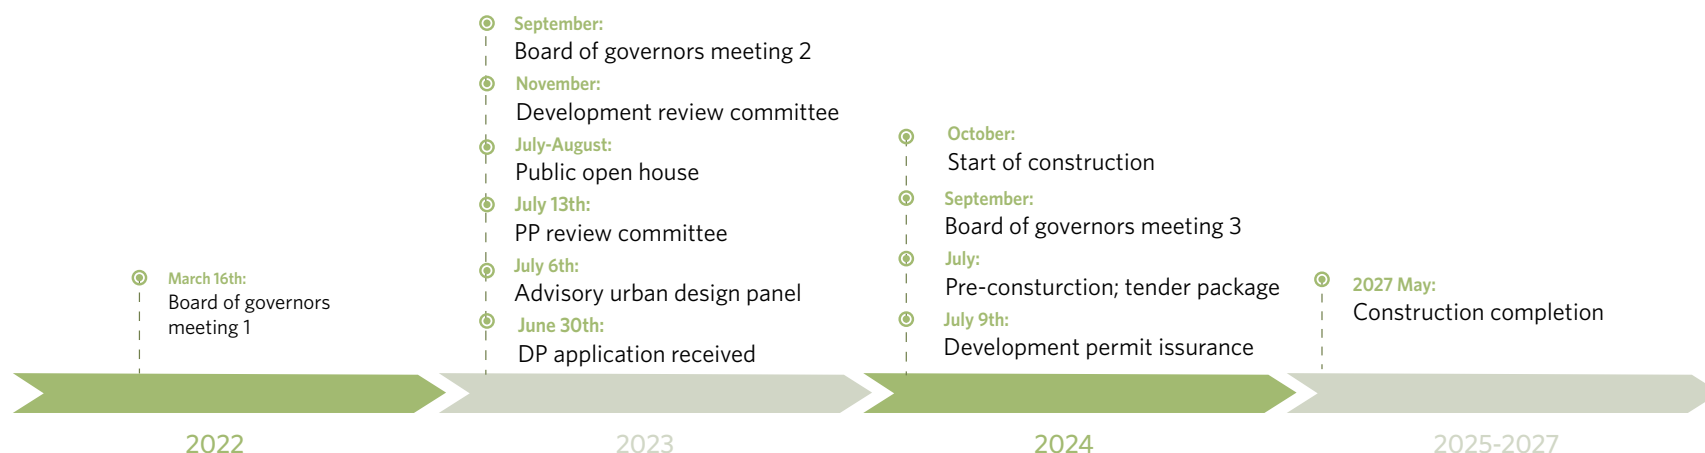 March 16th:
Board of governors
meeting 1
September:
Board of governors meeting 2
November:
Development review committee
July-August:
Public open house
July 13th:
PP review committee
July 6th:
Advisory urban design panel
June 30th:
DP application received
October:
Start of construction
September:
Board of governors meeting 3
July:
Pre-consturction; tender package
July 9th:
Development permit issurance
2027 May:
Construction completion
2022
2023
2024
2025-2027